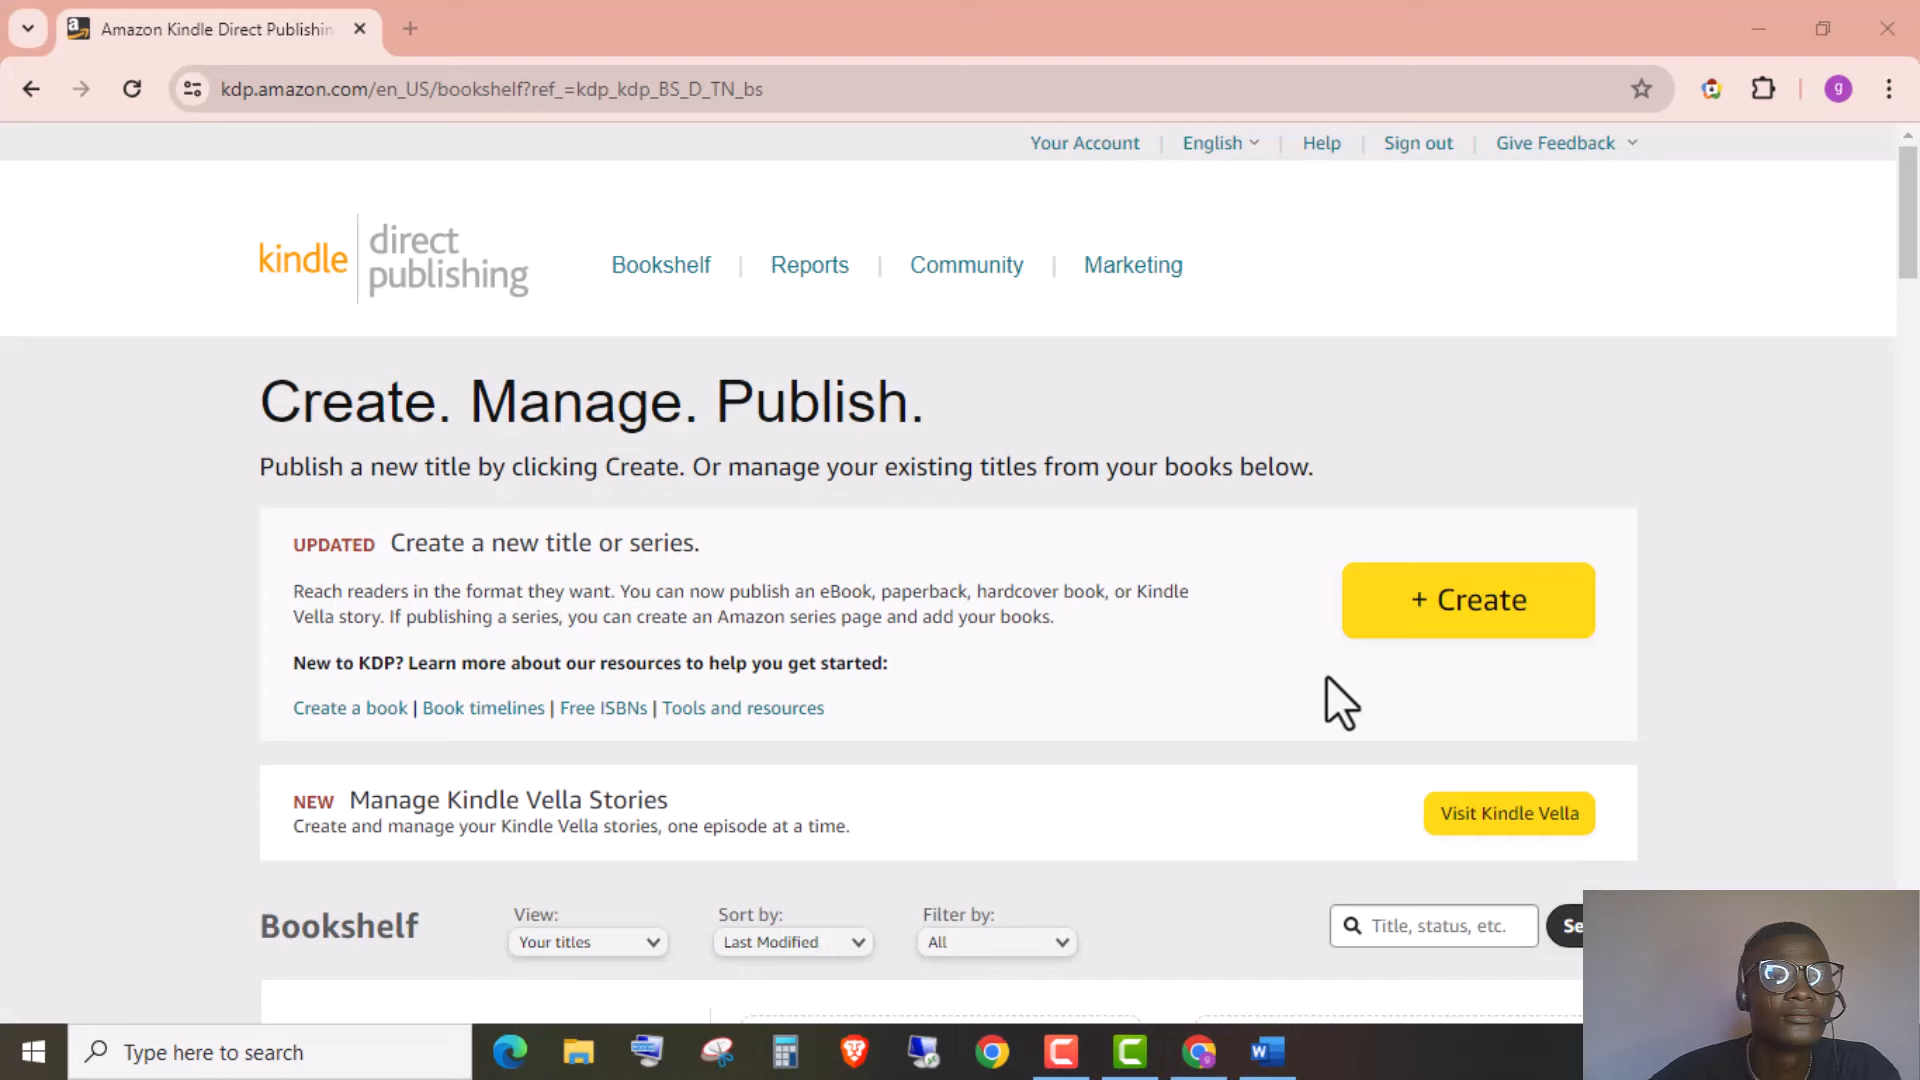 Amazon Kindle Direct Publishin
kdp.amazon.com/en_US/bookshelf?ref_=kdp_kdp_BS_D_TN_bs
g
Your Account | English | Help | Sign out | Give Feedback
kindle direct publishing
Bookshelf | Reports | Community | Marketing
Create. Manage. Publish.
Publish a new title by clicking Create. Or manage your existing titles from your books below.
UPDATED Create a new title or series.
Reach readers in the format they want. You can now publish an eBook, paperback, hardcover book, or Kindle
Vella story. If publishing a series, you can create an Amazon series page and add your books.
+ Create
New to KDP? Learn more about our resources to help you get started:
Create a book | Book timelines | Free ISBNs | Tools and resources
NEW Manage Kindle Vella Stories
Create and manage your Kindle Vella stories, one episode at a time.
Visit Kindle Vella
Bookshelf
View:
Your titles
Sort by:
Last Modified
Filter by:
All
Title, status, etc.
Se
Type here to search